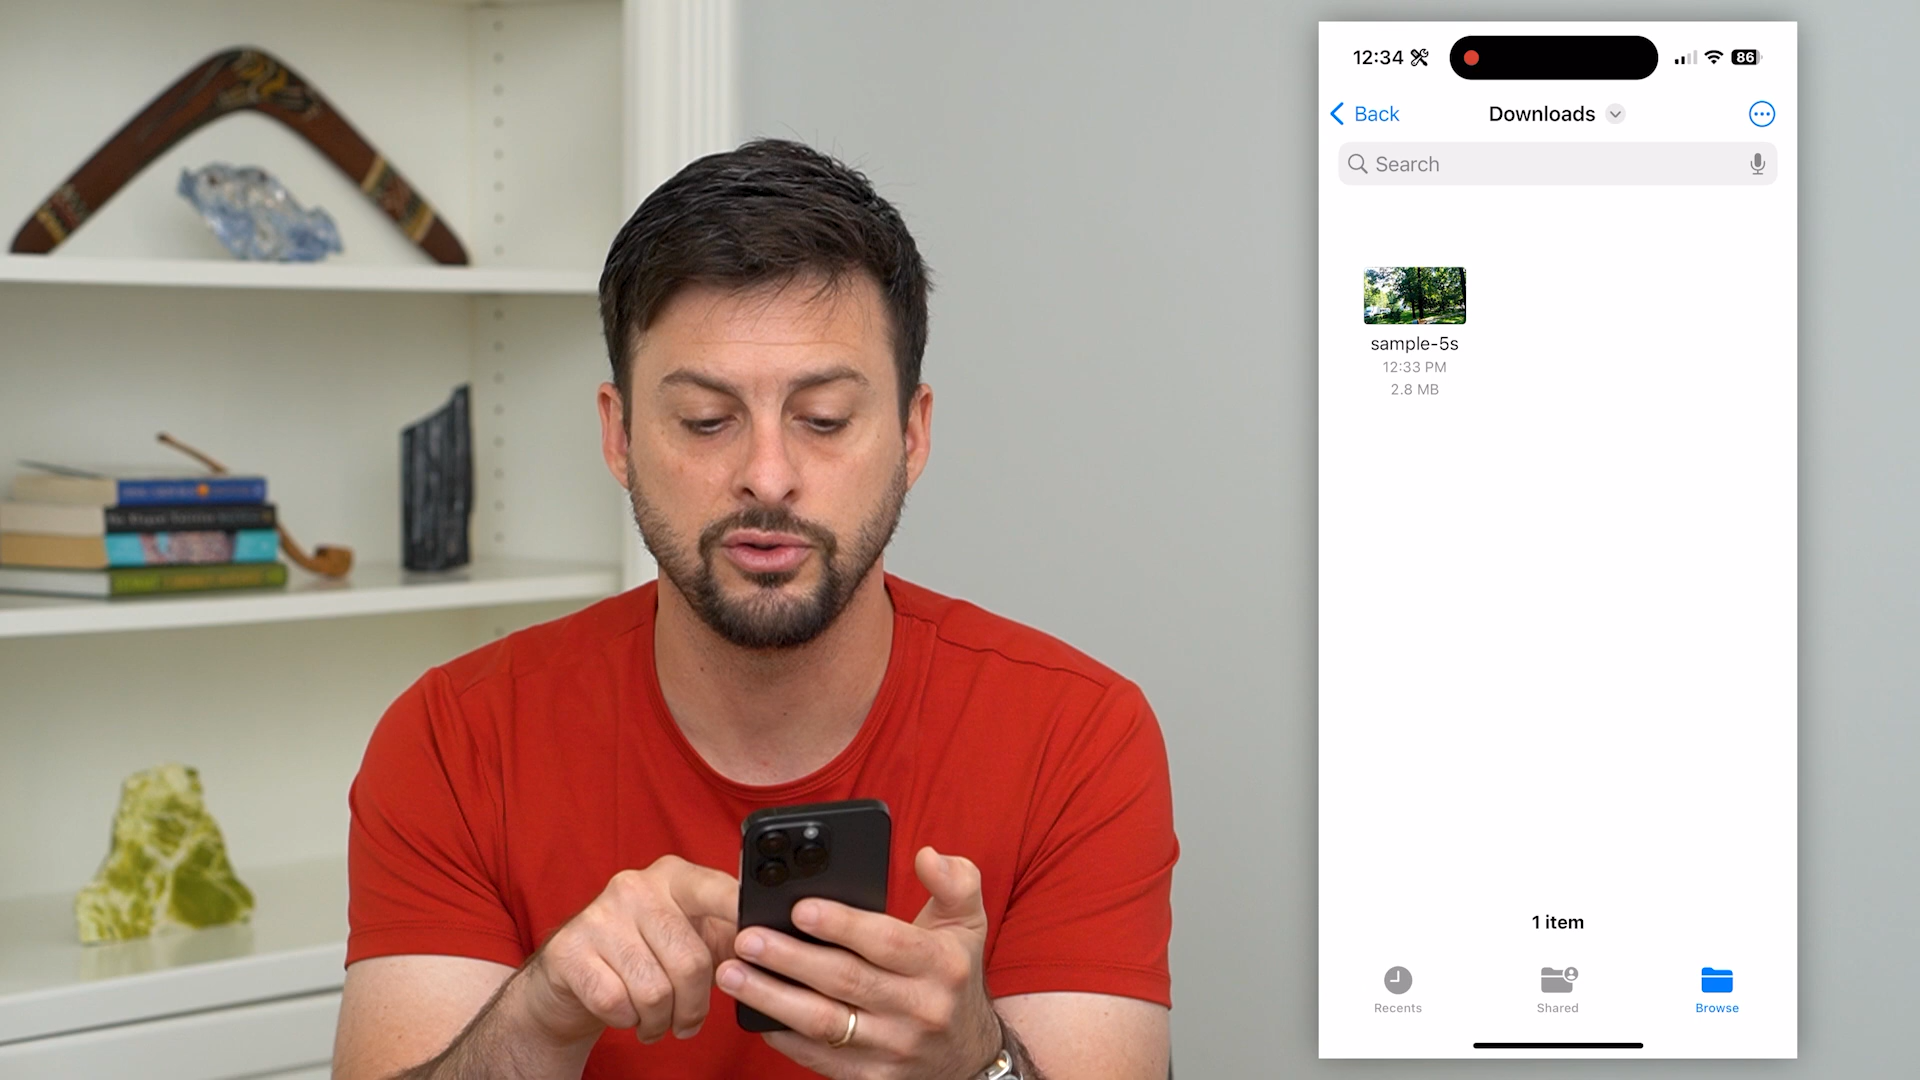 12:34
86
Back
Downloads
Search
sample-5s
12:33 PM
2.8 MB
1 item
Recents
Shared
Browse